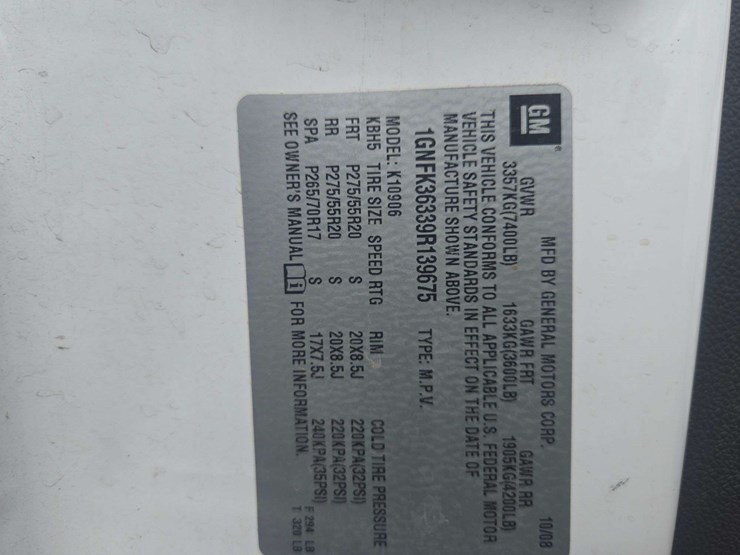 GM
MFD BY GENERAL MOTORS CORP. 10/08
GVWR GAWR FRT GAWR RR
3357KG(7400LB) 1633KG(3600LB) 1905KG(4200LB)
THIS VEHICLE CONFORMS TO ALL APPLICABLE U.S. FEDERAL MOTOR
VEHICLE SAFETY STANDARDS IN EFFECT ON THE DATE OF
MANUFACTURE SHOWN ABOVE.
1GNFK36339R139675 TYPE: M.P.V.
MODEL: K10906
KBH5 TIRE SIZE SPEED RTG RIM COLD TIRE PRESSURE
FRT P275/55R20 S 20X8.5J 220KPA(32PSI)
RR P275/55R20 S 20X8.5J 220KPA(32PSI)
SPA P265/70R17 S 17X7.5J 240KPA(35PSI)
SEE OWNER'S MANUAL i FOR MORE INFORMATION.
F 294 LB
T 320 LB